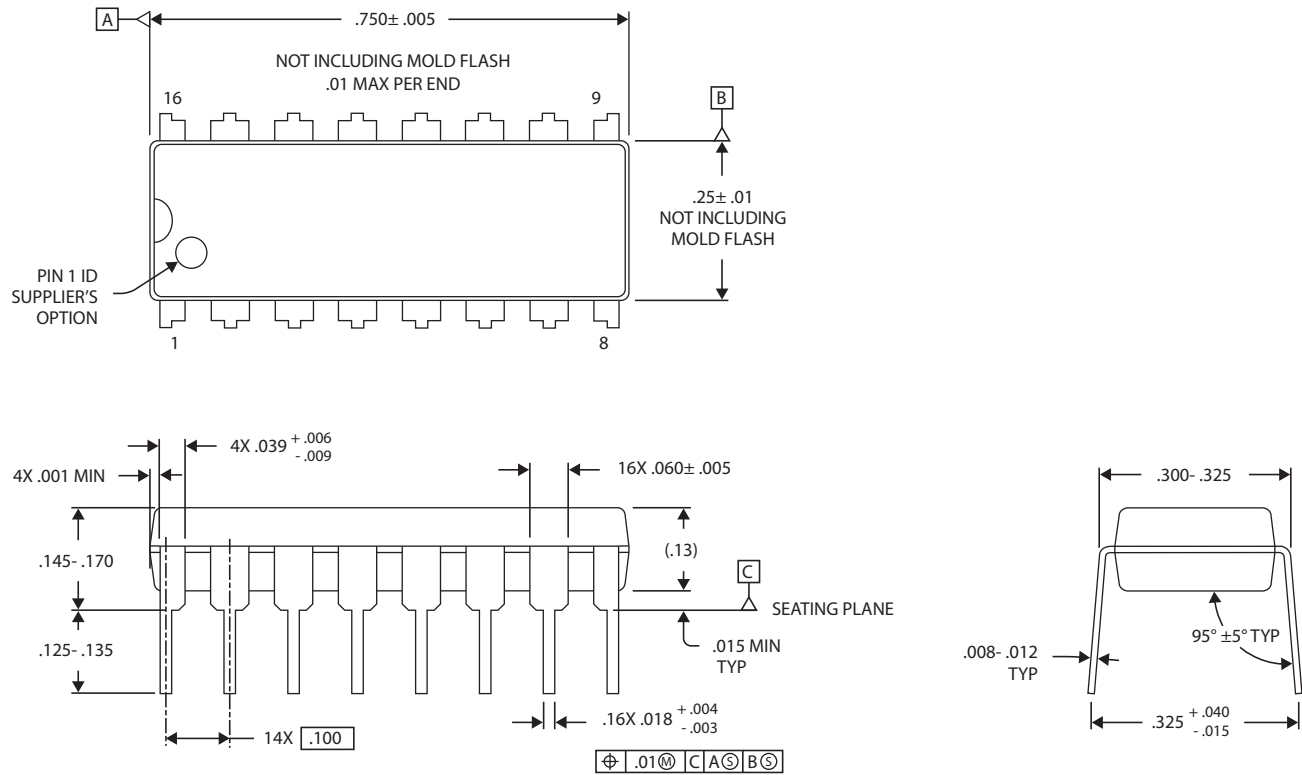 A
.750± .005
NOT INCLUDING MOLD FLASH
.01 MAX PER END
16
9
B
.25± .01
NOT INCLUDING
MOLD FLASH
PIN 1 ID
SUPPLIER'S
OPTION
1
8
4X .039 + .006
- .009
4X .001 MIN
16X .060± .005
.300- .325
.145- .170
(.13)
C
SEATING PLANE
.125- .135
.015 MIN
TYP
95° ±5° TYP
.008- .012
TYP
14X .100
.16X .018 + .004
- .003
.325 + .040
- .015
⌖ .01Ⓜ C AⓈ BⓈ